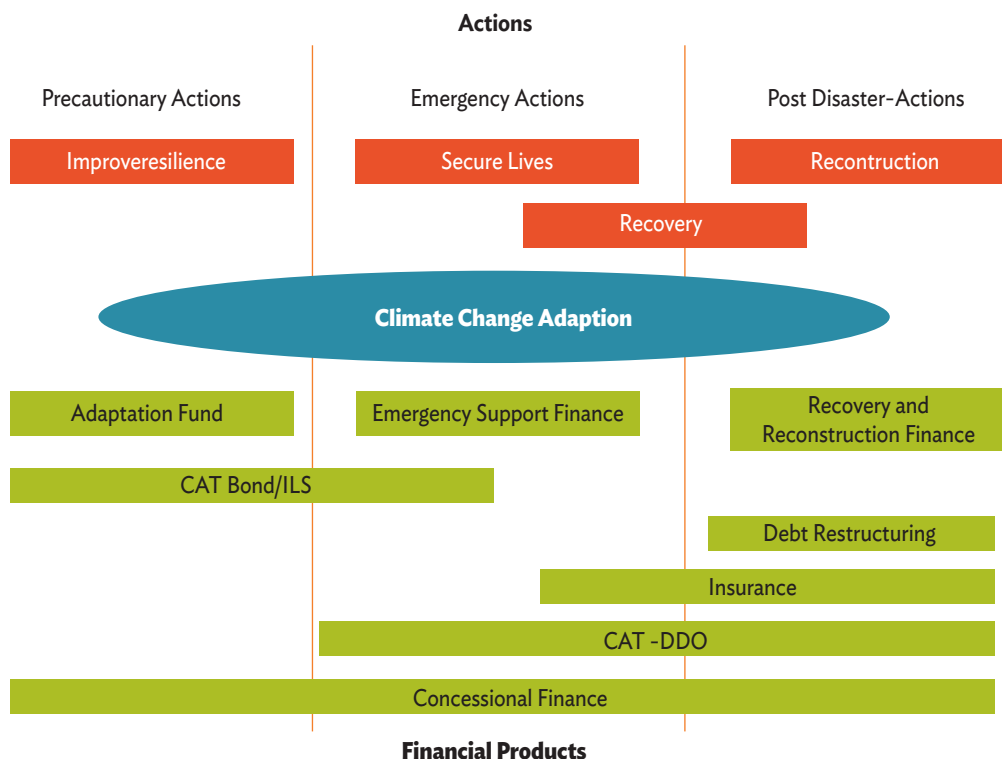 Actions
Precautionary Actions
Emergency Actions
Post Disaster-Actions
Improveresilience
Secure Lives
Recontruction
Recovery
Climate Change Adaption
Adaptation Fund
Emergency Support Finance
Recovery and
Reconstruction Finance
CAT Bond/ILS
Debt Restructuring
Insurance
CAT -DDO
Concessional Finance
Financial Products